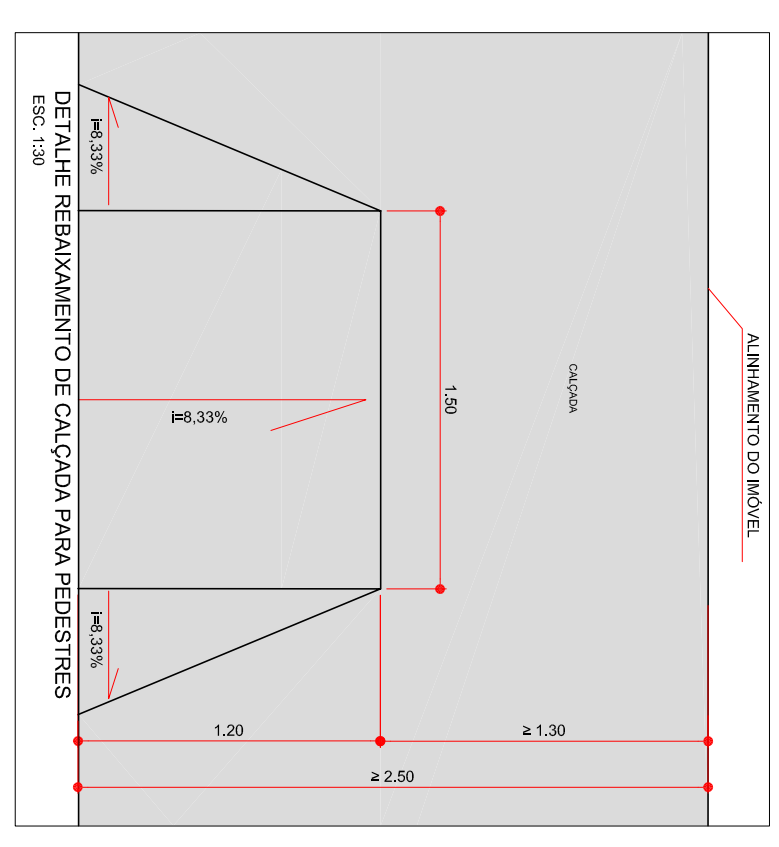 ALINHAMENTO DO IMÓVEL
CALÇADA
1.50
i=8,33%
i=8,33%
i=8,33%
1.20
≥ 1.30
≥ 2.50
DETALHE REBAIXAMENTO DE CALÇADA PARA PEDESTRES
ESC. 1:30